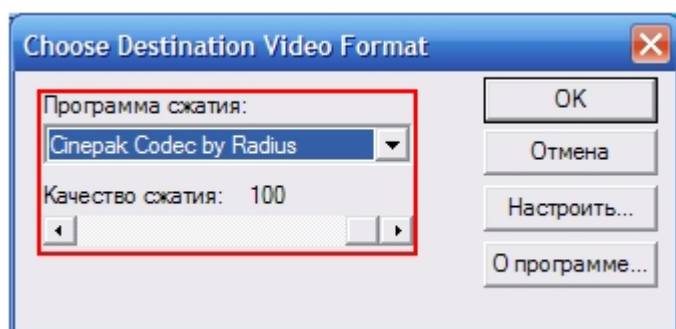 Choose Destination Video Format
Программа сжатия:
Cinepak Codec by Radius
Качество сжатия: 100
OK
Отмена
Настроить...
О программе...